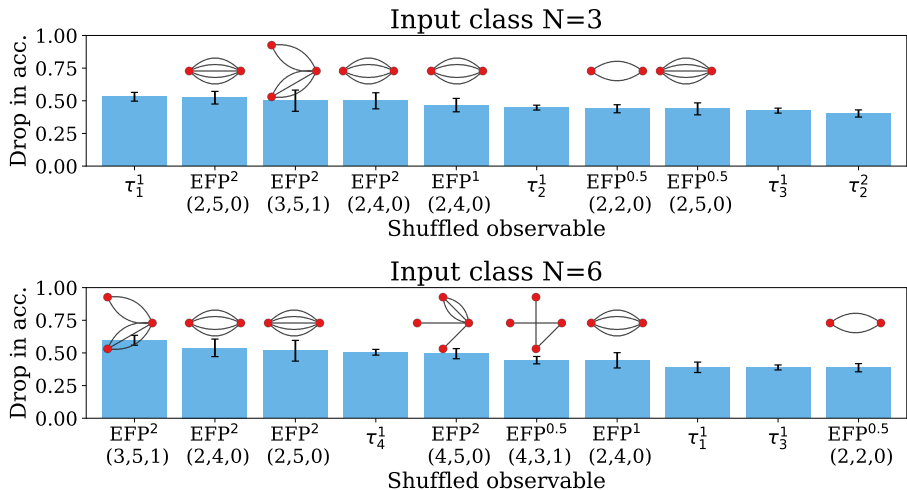 Input class N=3
Drop in acc.
1.00
0.75
0.50
0.25
0.00
τ₁¹ EFP² EFP² EFP² EFP¹ τ₂¹ EFP⁰·⁵ EFP⁰·⁵ τ₃¹ τ₂²
(2,5,0) (3,5,1) (2,4,0) (2,4,0) (2,2,0) (2,5,0)
Shuffled observable
Input class N=6
Drop in acc.
1.00
0.75
0.50
0.25
0.00
EFP² EFP² EFP² τ₄¹ EFP² EFP⁰·⁵ EFP¹ τ₁¹ τ₃¹ EFP⁰·⁵
(3,5,1) (2,4,0) (2,5,0) (4,5,0) (4,3,1) (2,4,0) (2,2,0)
Shuffled observable